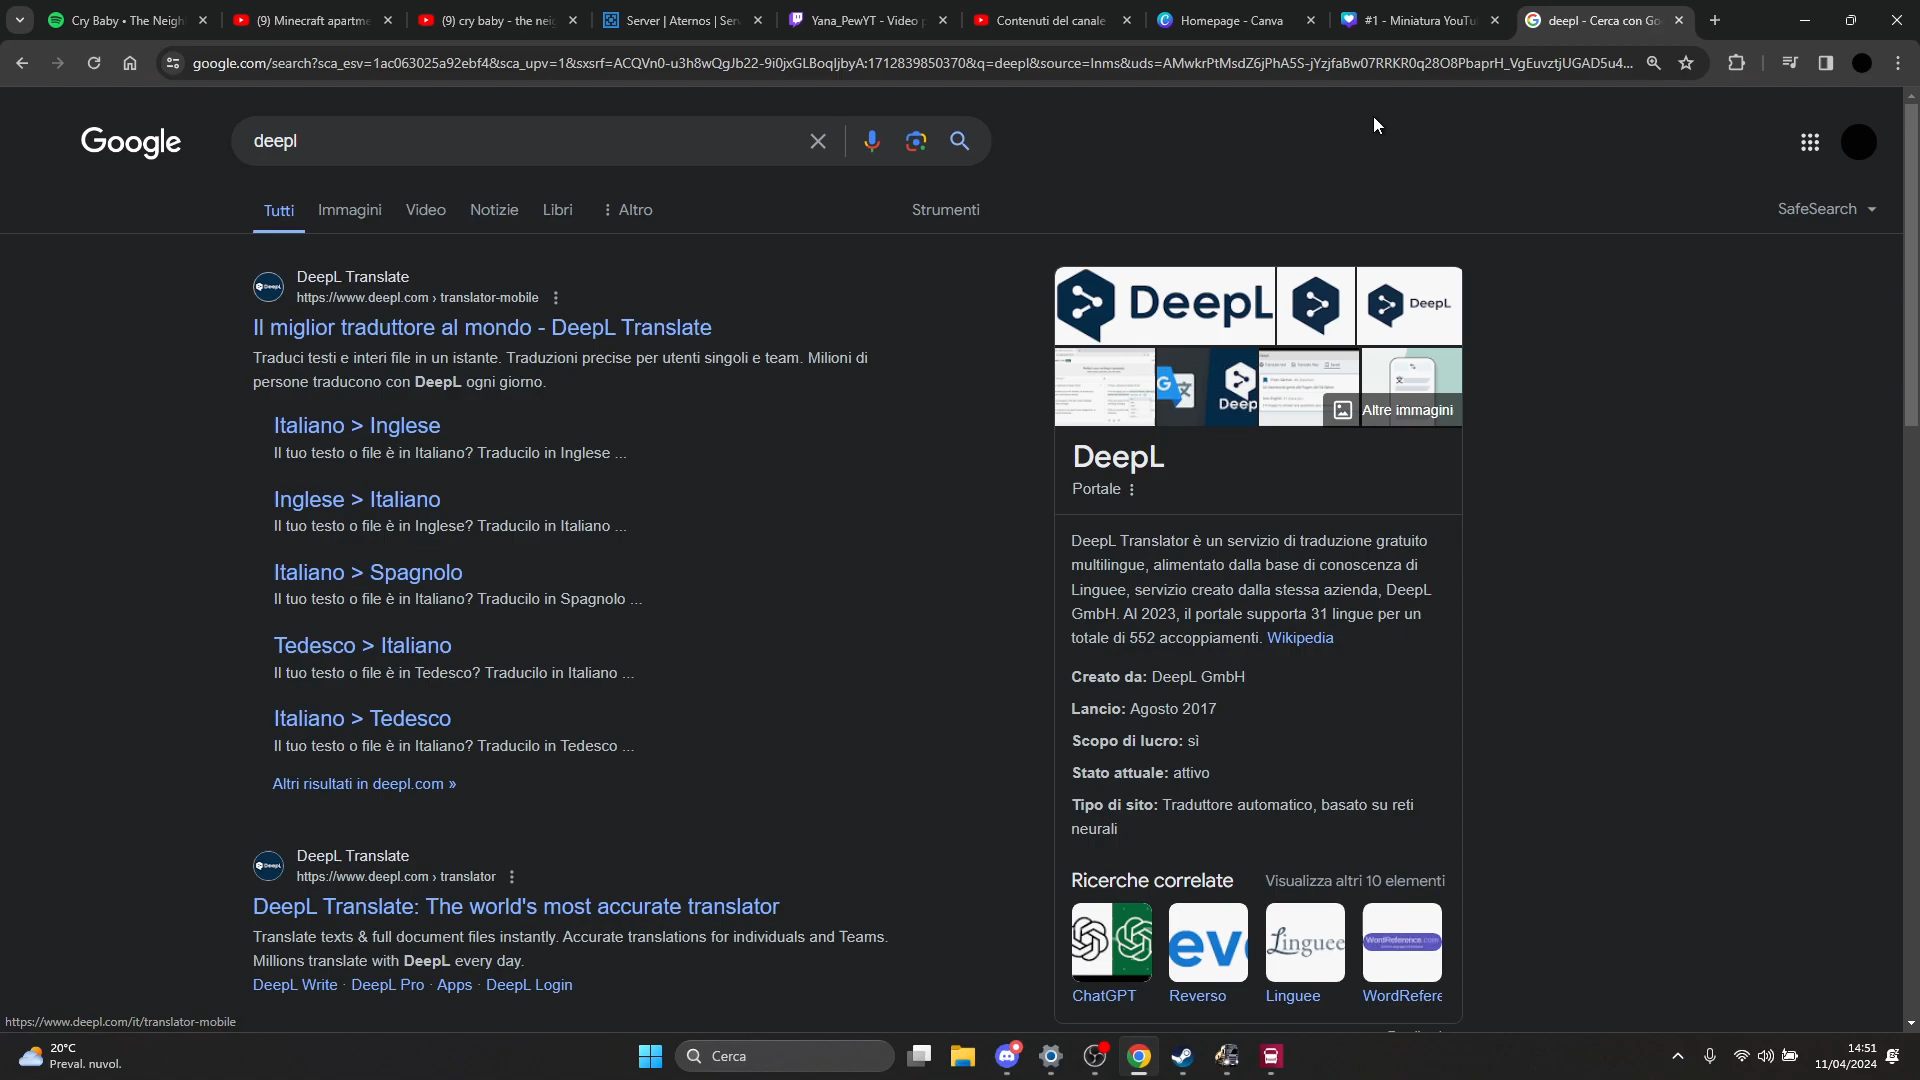 Cry Baby • The Neigh
(9) Minecraft apartme
(9) cry baby - the neig
Server | Aternos | Ser
Yana_PewYT - Video p
Contenuti del canale
Homepage - Canva
#1 - Miniatura YouTu
deepl - Cerca con Go
google.com/search?sca_esv=1ac063025a92ebf4&sca_upv=1&sxsrf=ACQVn0-u3h8wQgJb22-9i0jxGLBoqljbyA:1712839850370&q=deepl&source=lnms&uds=AMwkrPtMsdZ6jPhA5S-jYzjfaBw07RRKR0q28O8PbaprH_VgEuvztjUGAD5u4...
Google
deepl
Tutti
Immagini
Video
Notizie
Libri
Altro
Strumenti
SafeSearch
DeepL Translate
https://www.deepl.com › translator-mobile
Il miglior traduttore al mondo - DeepL Translate
Traduci testi e interi file in un istante. Traduzioni precise per utenti singoli e team. Milioni di
persone traducono con DeepL ogni giorno.
Italiano > Inglese
Il tuo testo o file è in Italiano? Traducilo in Inglese ...
Inglese > Italiano
Il tuo testo o file è in Inglese? Traducilo in Italiano ...
Italiano > Spagnolo
Il tuo testo o file è in Italiano? Traducilo in Spagnolo ...
Tedesco > Italiano
Il tuo testo o file è in Tedesco? Traducilo in Italiano ...
Italiano > Tedesco
Il tuo testo o file è in Italiano? Traducilo in Tedesco ...
Altri risultati in deepl.com »
DeepL Translate
https://www.deepl.com › translator
DeepL Translate: The world's most accurate translator
Translate texts & full document files instantly. Accurate translations for individuals and Teams.
Millions translate with DeepL every day.
DeepL Write · DeepL Pro · Apps · DeepL Login
DeepL
DeepL
DeepL
Altre immagini
DeepL
Portale
DeepL Translator è un servizio di traduzione gratuito
multilingue, alimentato dalla base di conoscenza di
Linguee, servizio creato dalla stessa azienda, DeepL
GmbH. Al 2023, il portale supporta 31 lingue per un
totale di 552 accoppiamenti. Wikipedia
Creato da: DeepL GmbH
Lancio: Agosto 2017
Scopo di lucro: sì
Stato attuale: attivo
Tipo di sito: Traduttore automatico, basato su reti
neurali
Ricerche correlate
Visualizza altri 10 elementi
eve
Linguee
WordReference.com
ChatGPT
Reverso
Linguee
WordRefere
https://www.deepl.com/it/translator-mobile
20°C
Preval. nuvol.
Cerca
14:51
11/04/2024